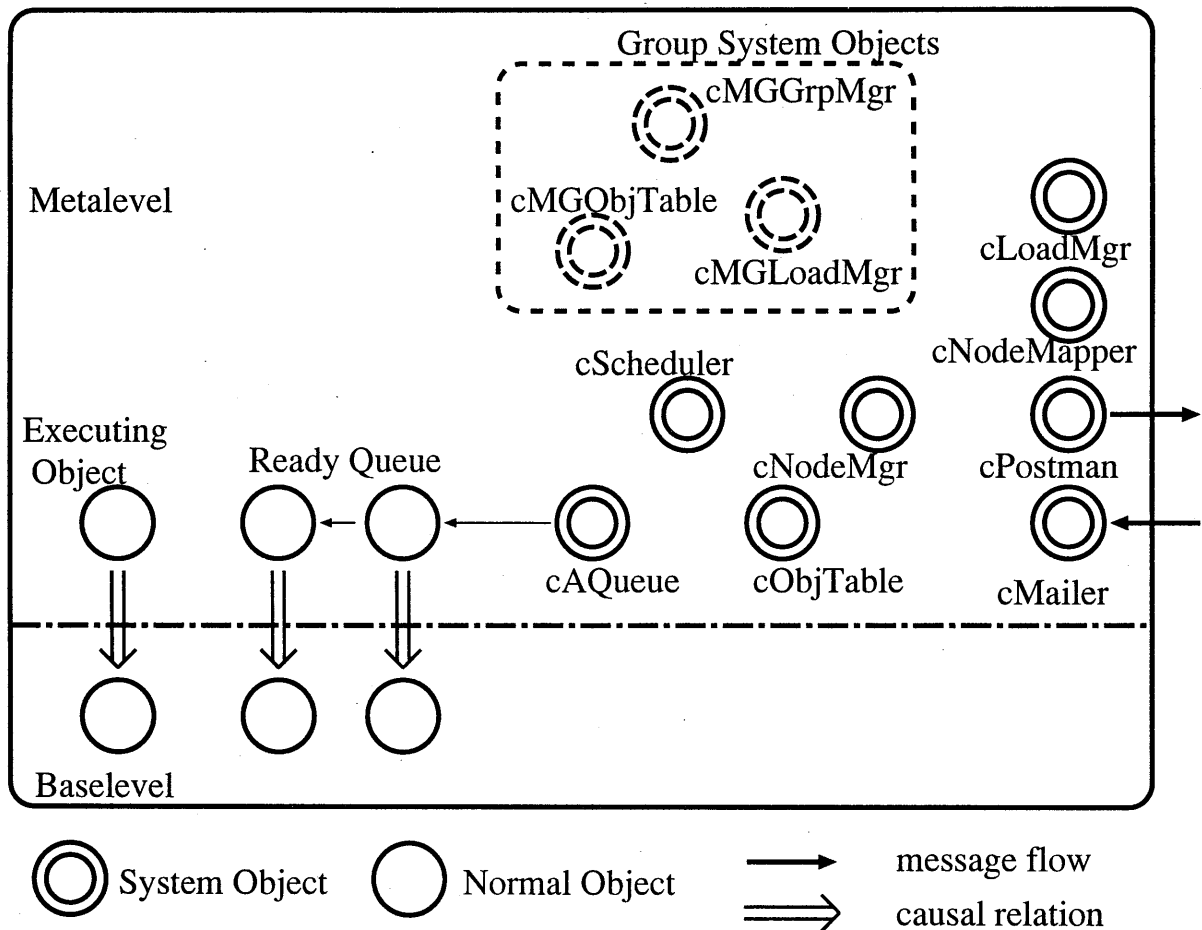 Group System Objects
cMGGrpMgr
Metalevel
cMGObjTable
cMGLoadMgr
cLoadMgr
cNodeMapper
cScheduler
Executing
Object
Ready Queue
cNodeMgr
cPostman
cAQueue
cObjTable
cMailer
Baselevel
System Object
Normal Object
message flow
causal relation